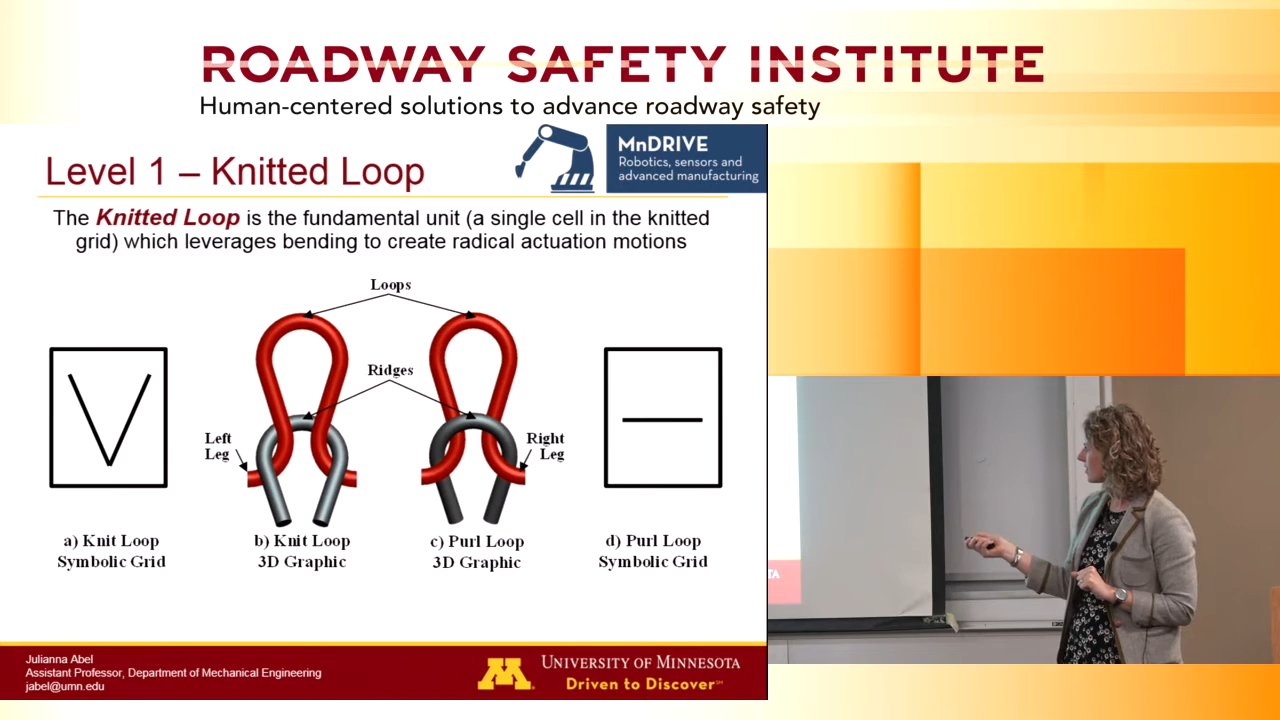 ROADWAY SAFETY INSTITUTE
Human-centered solutions to advance roadway safety
MnDRIVE
Robotics, sensors and
advanced manufacturing
Level 1 – Knitted Loop
The Knitted Loop is the fundamental unit (a single cell in the knitted
grid) which leverages bending to create radical actuation motions
Loops
Ridges
Left
Leg
Right
Leg
a) Knit Loop
Symbolic Grid
b) Knit Loop
3D Graphic
c) Purl Loop
3D Graphic
d) Purl Loop
Symbolic Grid
Julianna Abel
Assistant Professor, Department of Mechanical Engineering
jabel@umn.edu
UNIVERSITY OF MINNESOTA
Driven to Discover℠
TA